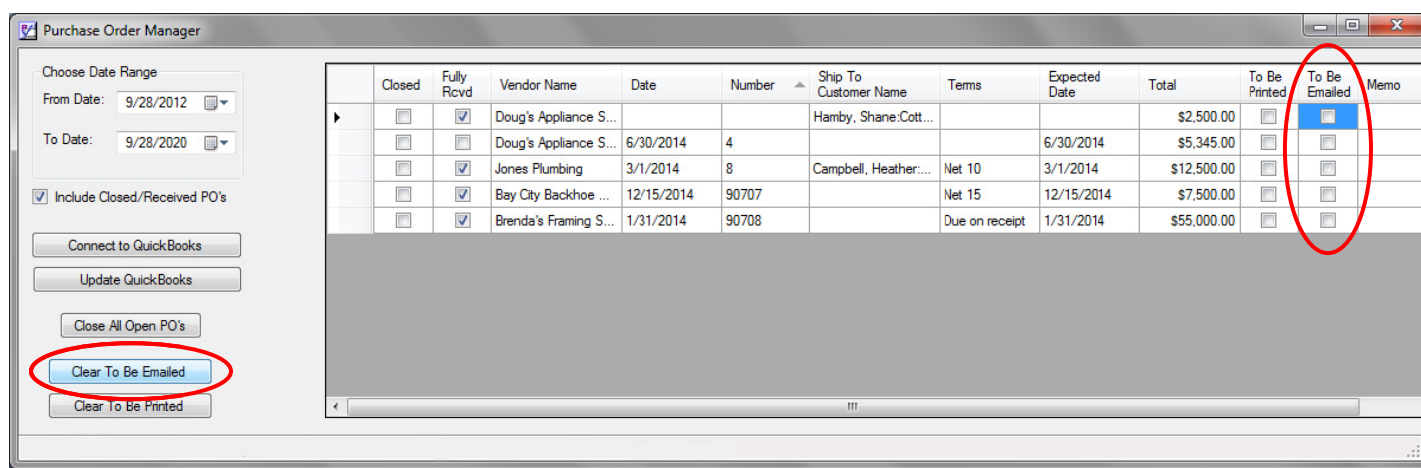 Purchase Order Manager
Choose Date Range
From Date: 9/28/2012
To Date: 9/28/2020
Include Closed/Received PO's
Connect to QuickBooks
Update QuickBooks
Close All Open PO's
Clear To Be Emailed
Clear To Be Printed
Closed Fully Rcvd Vendor Name Date Number Ship To Customer Name Terms Expected Date Total To Be Printed To Be Emailed Memo
Doug's Appliance S... Hamby, Shane:Cott... $2,500.00
Doug's Appliance S... 6/30/2014 4 6/30/2014 $5,345.00
Jones Plumbing 3/1/2014 8 Campbell, Heather:... Net 10 3/1/2014 $12,500.00
Bay City Backhoe ... 12/15/2014 90707 Net 15 12/15/2014 $7,500.00
Brenda's Framing S... 1/31/2014 90708 Due on receipt 1/31/2014 $55,000.00